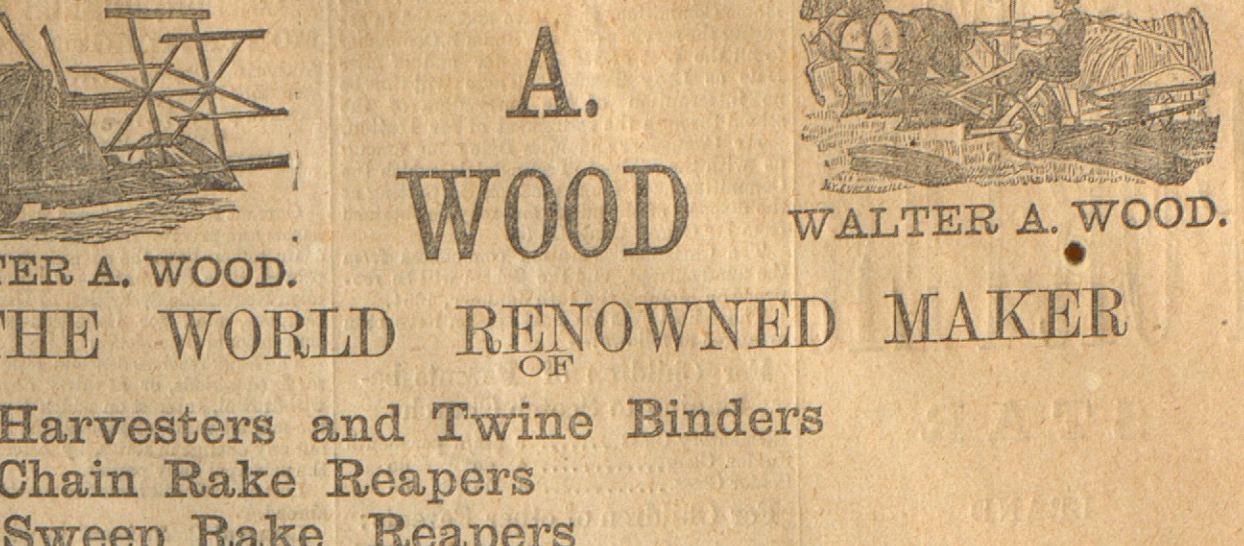 A.
WOOD
WALTER A. WOOD.
TER A. WOOD.
THE WORLD RENOWNED MAKER
OF
Harvesters and Twine Binders
Chain Rake Reapers
Sweep Rake Reapers